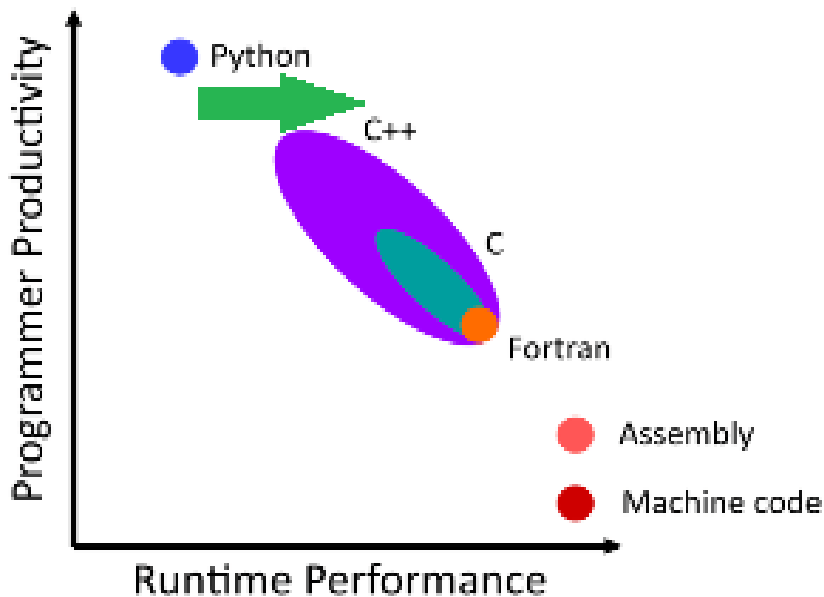 Programmer Productivity
Python
C++
C
Fortran
Assembly
Machine code
Runtime Performance